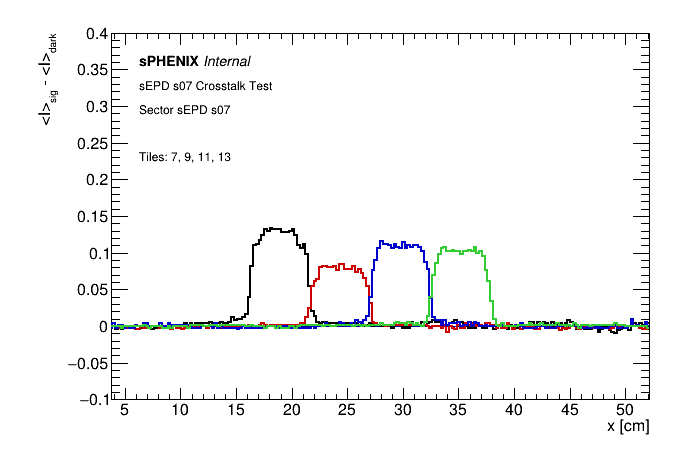 0.4
0.35
0.3
0.25
0.2
0.15
0.1
0.05
0
−0.05
−0.1
<I>sig - <I>dark
sPHENIX Internal
sEPD s07 Crosstalk Test
Sector sEPD s07
Tiles: 7, 9, 11, 13
5 10 15 20 25 30 35 40 45 50
x [cm]